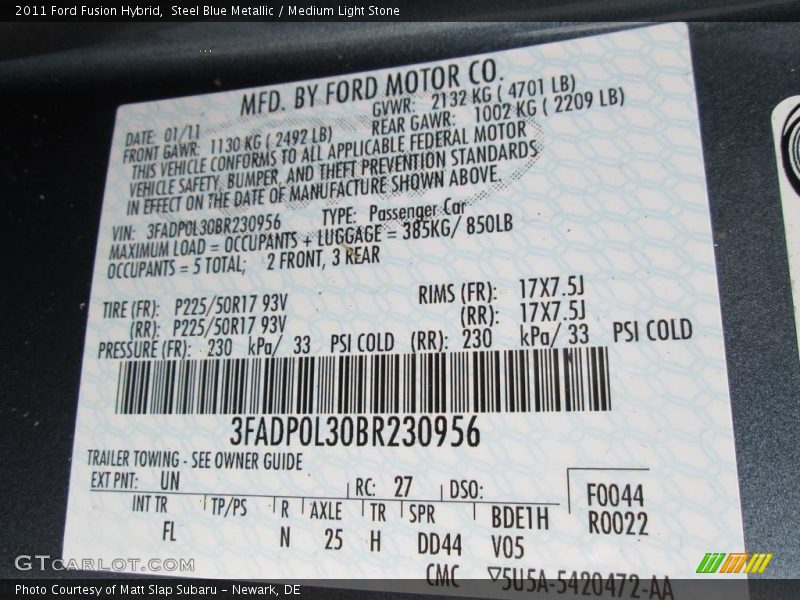 2011 Ford Fusion Hybrid,  Steel Blue Metallic / Medium Light Stone
MFD. BY FORD MOTOR CO.
DATE: 01/11 GVWR: 2132 KG ( 4701 LB)
FRONT GAWR: 1130 KG ( 2492 LB) REAR GAWR: 1002 KG ( 2209 LB)
THIS VEHICLE CONFORMS TO ALL APPLICABLE FEDERAL MOTOR
VEHICLE SAFETY, BUMPER, AND THEFT PREVENTION STANDARDS
IN EFFECT ON THE DATE OF MANUFACTURE SHOWN ABOVE.
VIN: 3FADP0L30BR230956 TYPE: Passenger Car
MAXIMUM LOAD = OCCUPANTS + LUGGAGE = 385KG/ 850LB
OCCUPANTS = 5 TOTAL; 2 FRONT, 3 REAR
TIRE (FR): P225/50R17 93V RIMS (FR): 17X7.5J
(RR): P225/50R17 93V (RR): 17X7.5J
PRESSURE (FR): 230 kPa/ 33 PSI COLD (RR): 230 kPa/ 33 PSI COLD
3FADP0L30BR230956
TRAILER TOWING - SEE OWNER GUIDE
EXT PNT: UN RC: 27 DSO: F0044
INT TR TP/PS R AXLE TR SPR BDE1H R0022
FL N 25 H DD44 V05
CMC ▽5U5A-5420472-AA
GTCARLOT.COM
Photo Courtesy of Matt Slap Subaru - Newark, DE